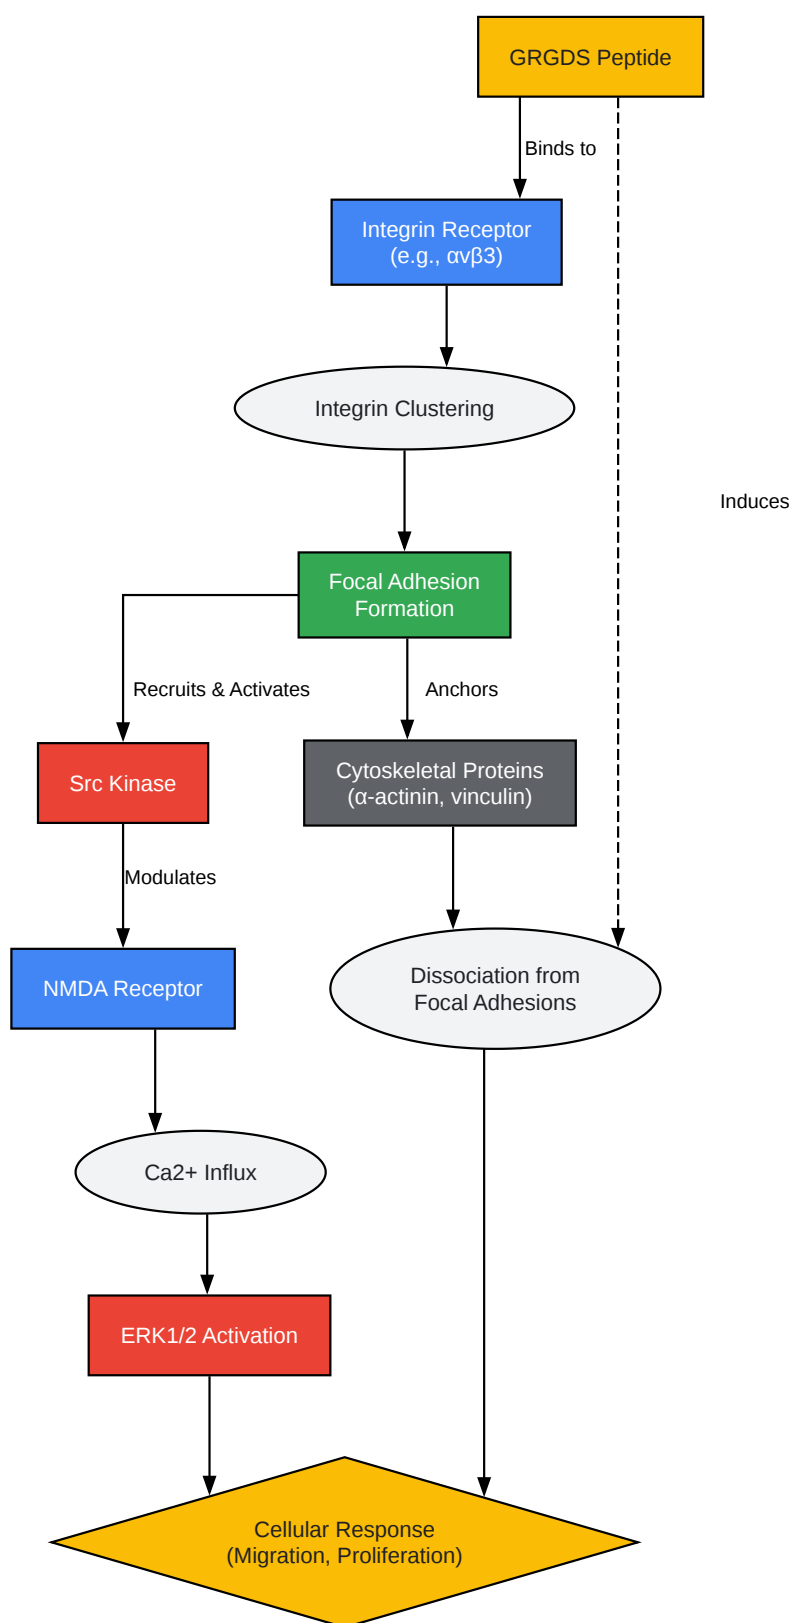 GRGDS Peptide
Binds to
Integrin Receptor
(e.g., αvβ3)
Integrin Clustering
Induces
Focal Adhesion
Formation
Recruits & Activates
Anchors
Src Kinase
Cytoskeletal Proteins
(α-actinin, vinculin)
Modulates
NMDA Receptor
Dissociation from
Focal Adhesions
Ca2+ Influx
ERK1/2 Activation
Cellular Response
(Migration, Proliferation)